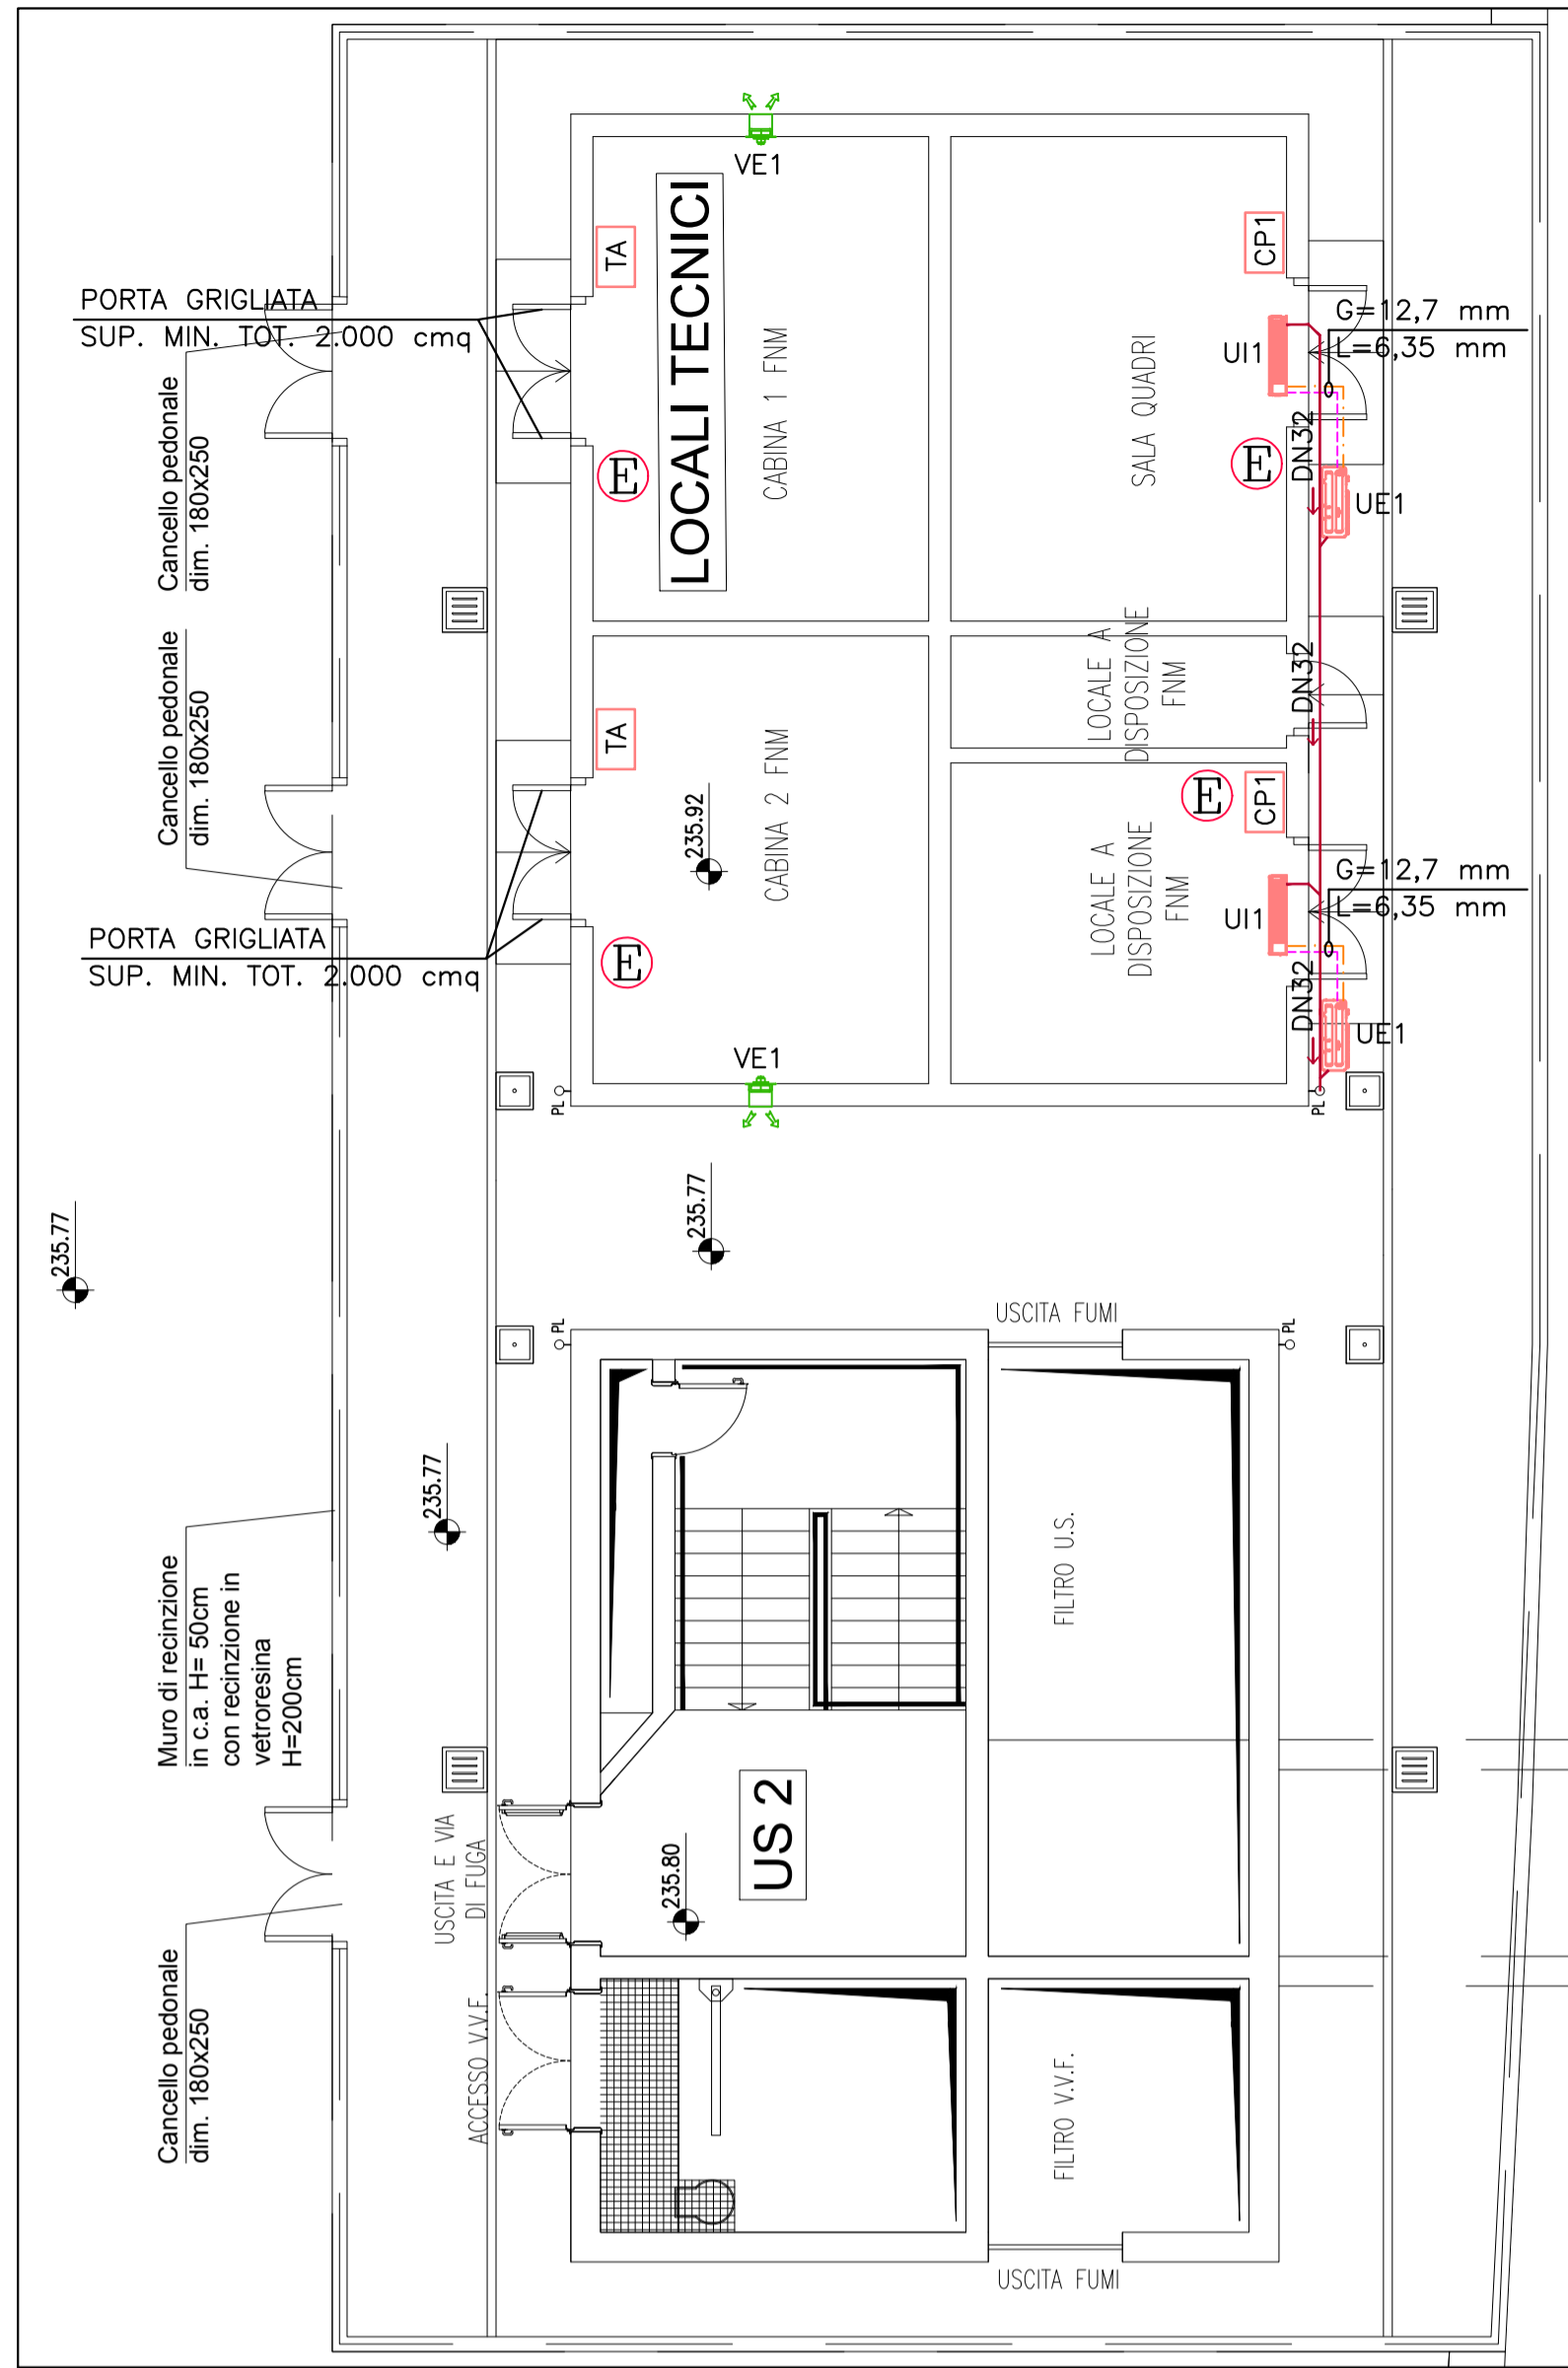 VE1
LOCALI TECNICI
TA
CP1
PORTA GRIGLIATA
SUP. MIN. TOT. 2.000 cmq
Cancello pedonale
dim. 180x250
CABINA 1 FNM
SALA QUADRI
G=12,7 mm
L=6,35 mm
UI1
E
E
DN32
UE1
Cancello pedonale
dim. 180x250
LOCALE A
DISPOSIZIONE
FNM
DN32
TA
CABINA 2 FNM
235.92
E
CP1
LOCALE A
DISPOSIZIONE
FNM
G=12,7 mm
L=6,35 mm
UI1
PORTA GRIGLIATA
SUP. MIN. TOT. 2.000 cmq
E
DN32
UE1
VE1
PL
PL
235.77
235.77
USCITA FUMI
PL
PL
235.77
Muro di recinzione
in c.a. H= 50cm
con recinzione in
vetroresina
H=200cm
FILTRO U.S.
US 2
USCITA E VIA
DI FUGA
235.80
Cancello pedonale
dim. 180x250
ACCESSO V.V.F.
FILTRO V.V.F.
USCITA FUMI